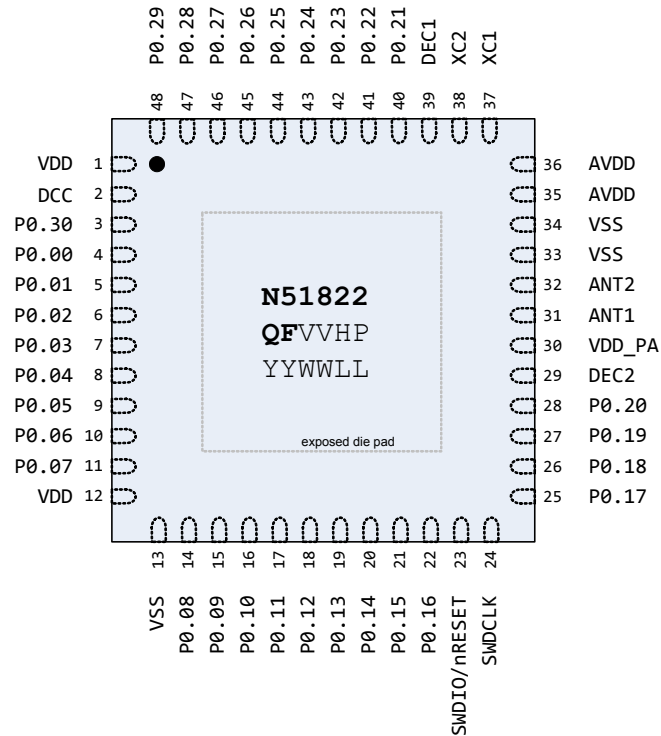 P0.29 P0.28 P0.27 P0.26 P0.25 P0.24 P0.23 P0.22 P0.21 DEC1 XC2 XC1
48 47 46 45 44 43 42 41 40 39 38 37
VDD 1
DCC 2
P0.30 3
P0.00 4
P0.01 5
P0.02 6
P0.03 7
P0.04 8
P0.05 9
P0.06 10
P0.07 11
VDD 12
N51822
QFVVHP
YYWWLL
exposed die pad
36 AVDD
35 AVDD
34 VSS
33 VSS
32 ANT2
31 ANT1
30 VDD_PA
29 DEC2
28 P0.20
27 P0.19
26 P0.18
25 P0.17
13 14 15 16 17 18 19 20 21 22 23 24
VSS P0.08 P0.09 P0.10 P0.11 P0.12 P0.13 P0.14 P0.15 P0.16 SWDIO/nRESET SWDCLK